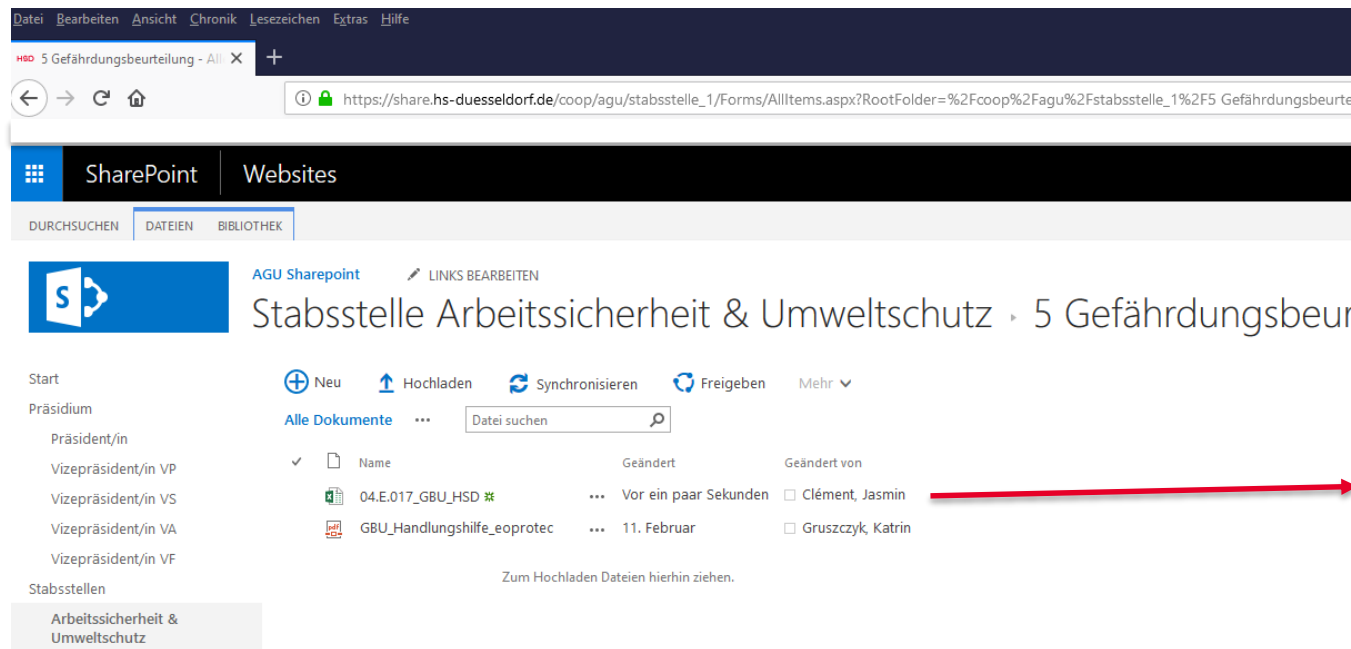 Datei Bearbeiten Ansicht Chronik Lesezeichen Extras Hilfe
HSD 5 Gefährdungsbeurteilung - All
https://share.hs-duesseldorf.de/coop/agu/stabsstelle_1/Forms/AllItems.aspx?RootFolder=%2Fcoop%2Fagu%2Fstabsstelle_1%2F5 Gefährdungsbeurte
SharePoint Websites
DURCHSUCHEN DATEIEN BIBLIOTHEK
S
AGU Sharepoint LINKS BEARBEITEN
Stabsstelle Arbeitssicherheit & Umweltschutz 5 Gefährdungsbeur
Start
Neu Hochladen Synchronisieren Freigeben Mehr
Präsidium
Alle Dokumente ••• Datei suchen
Präsident/in
Vizepräsident/in VP
Name Geändert Geändert von
Vizepräsident/in VS
04.E.017_GBU_HSD ••• Vor ein paar Sekunden Clément, Jasmin
Vizepräsident/in VA
pdf GBU_Handlungshilfe_eoprotec ••• 11. Februar Gruszczyk, Katrin
Vizepräsident/in VF
Zum Hochladen Dateien hierhin ziehen.
Stabsstellen
Arbeitssicherheit &
Umweltschutz